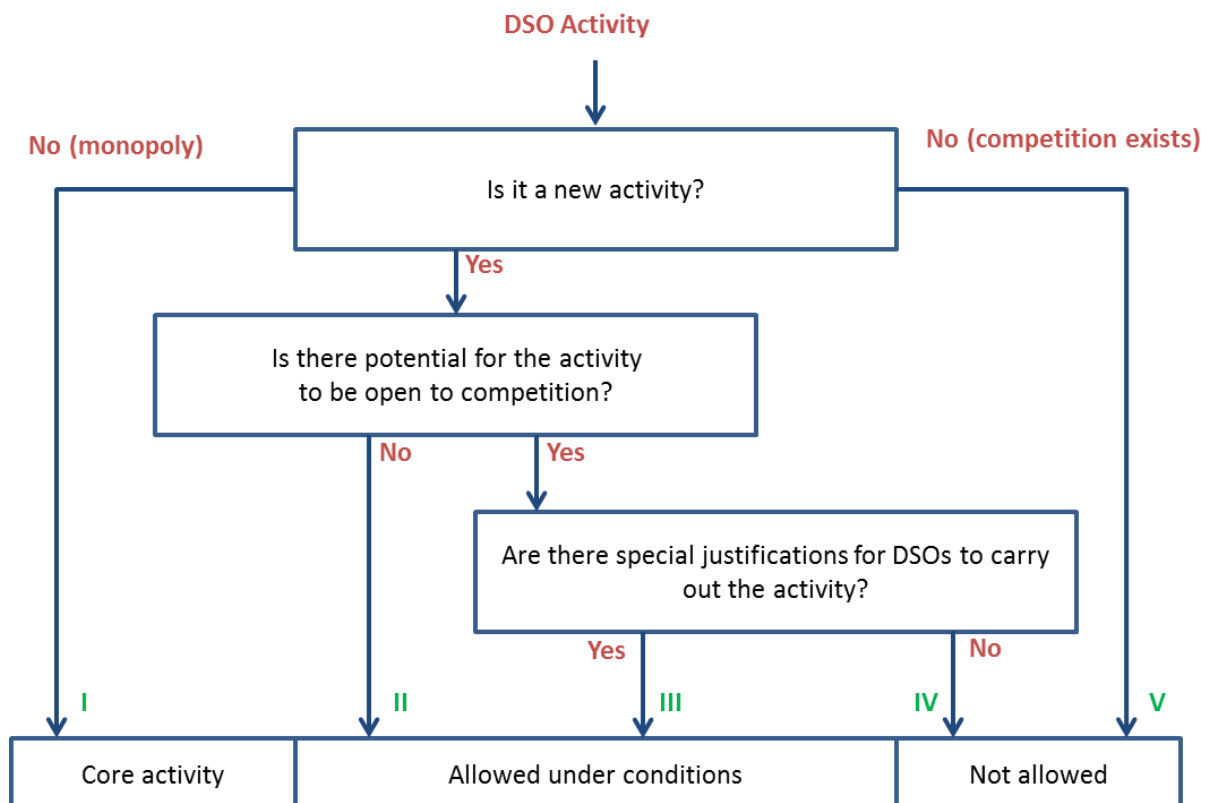 DSO Activity
No (monopoly)
No (competition exists)
Is it a new activity?
Yes
Is there potential for the activity
to be open to competition?
No
Yes
Are there special justifications for DSOs to carry
out the activity?
Yes
No
I
II
III
IV
V
Core activity
Allowed under conditions
Not allowed